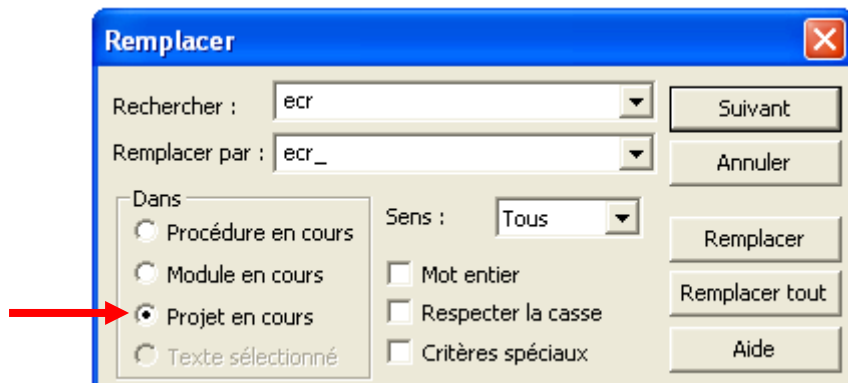 Remplacer
Rechercher :
ecr
Suivant
Remplacer par :
ecr_
Annuler
Dans
Procédure en cours
Module en cours
Projet en cours
Texte sélectionné
Sens :
Tous
Mot entier
Respecter la casse
Critères spéciaux
Remplacer
Remplacer tout
Aide